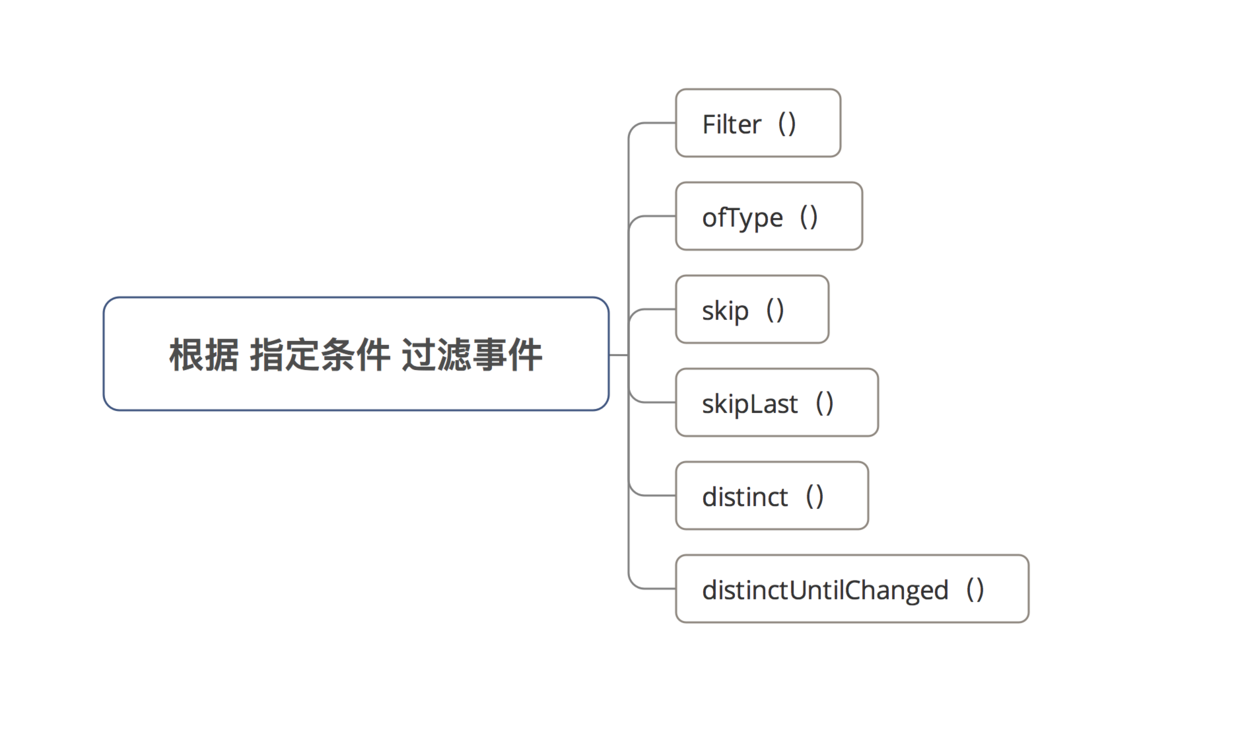 Filter ()
ofType ()
skip ()
根据 指定条件 过滤事件
skipLast ()
distinct ()
distinctUntilChanged ()